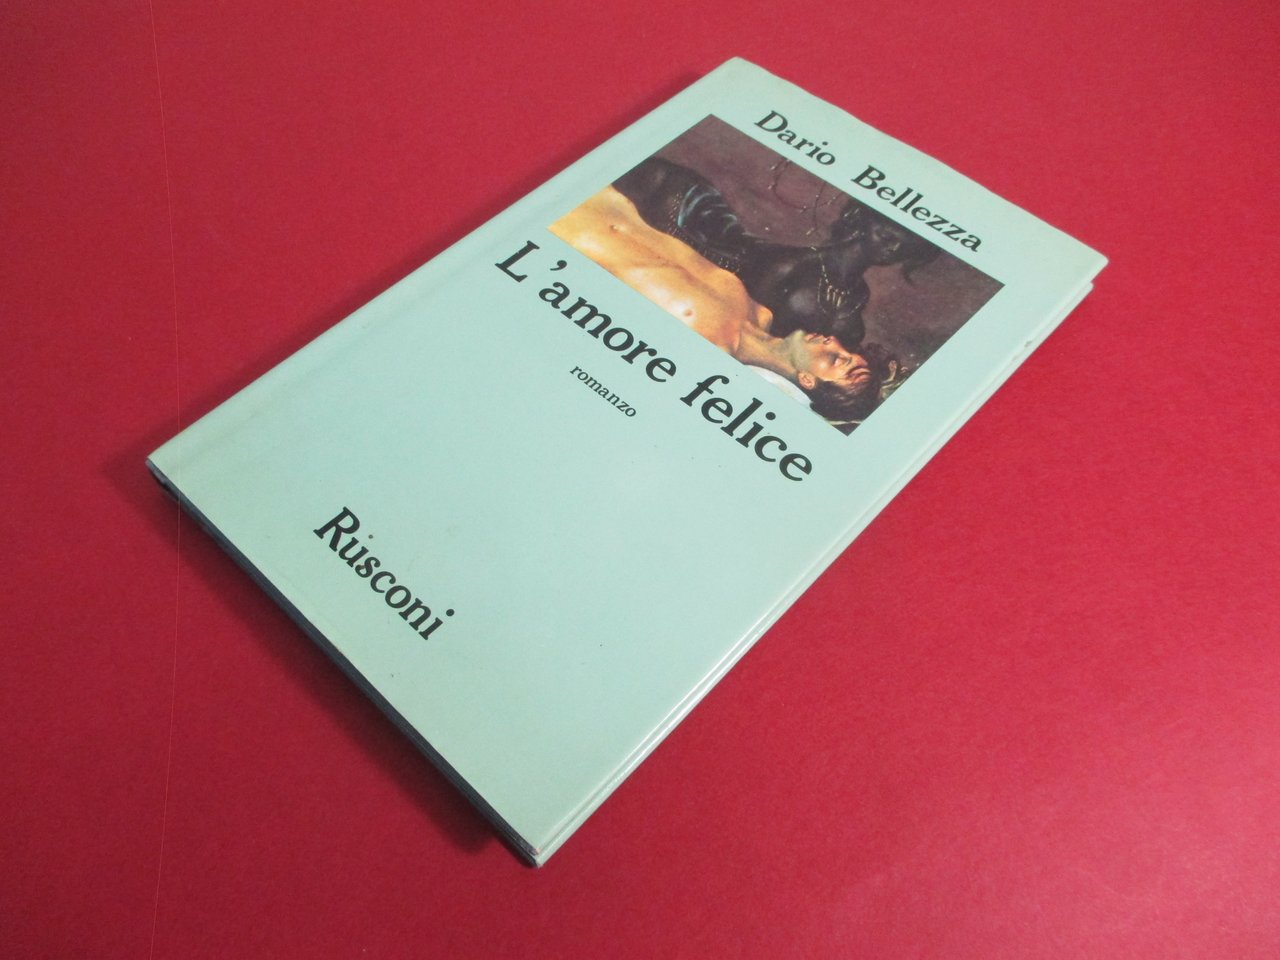 Dario Bellezza
L'amore felice
romanzo
Rusconi